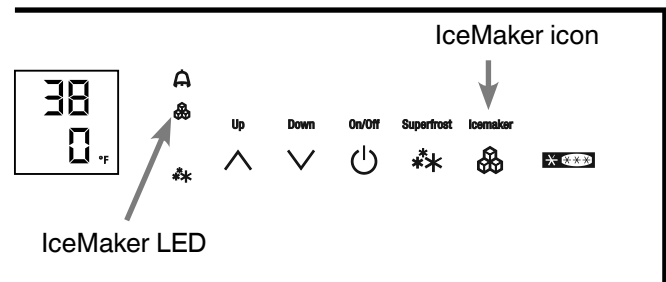 IceMaker icon
38
0 °F
Up Down On/Off Superfrost Icemaker
IceMaker LED